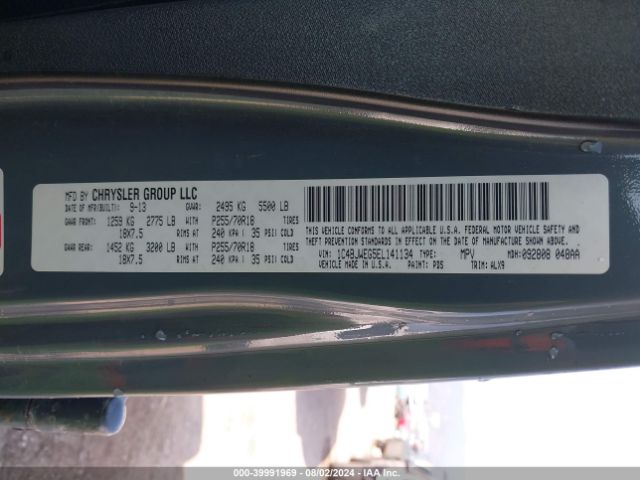 MFD BY CHRYSLER GROUP LLC
DATE OF MFR(BUILT): 9-13 GVWR: 2495 KG 5500 LB
GAWR FRONT: 1259 KG 2775 LB WITH P255/70R18 TIRES
18X7.5 RIMS AT 240 KPA( 35 PSI) COLD
GAWR REAR: 1452 KG 3200 LB WITH P255/70R18 TIRES
18X7.5 RIMS AT 240 KPA( 35 PSI) COLD
THIS VEHICLE CONFORMS TO ALL APPLICABLE U.S.A. FEDERAL MOTOR VEHICLE SAFETY AND
THEFT PREVENTION STANDARDS IN EFFECT ON THE DATE OF MANUFACTURE SHOWN ABOVE.
VIN: 1C4BJWEG5EL141134 TYPE: MPV MDH:092808 048AA
VEHICLE MADE IN U.S.A. PAINT: PDS TRIM: ALX9
000-39991969 - 08/02/2024 - IAA Inc.